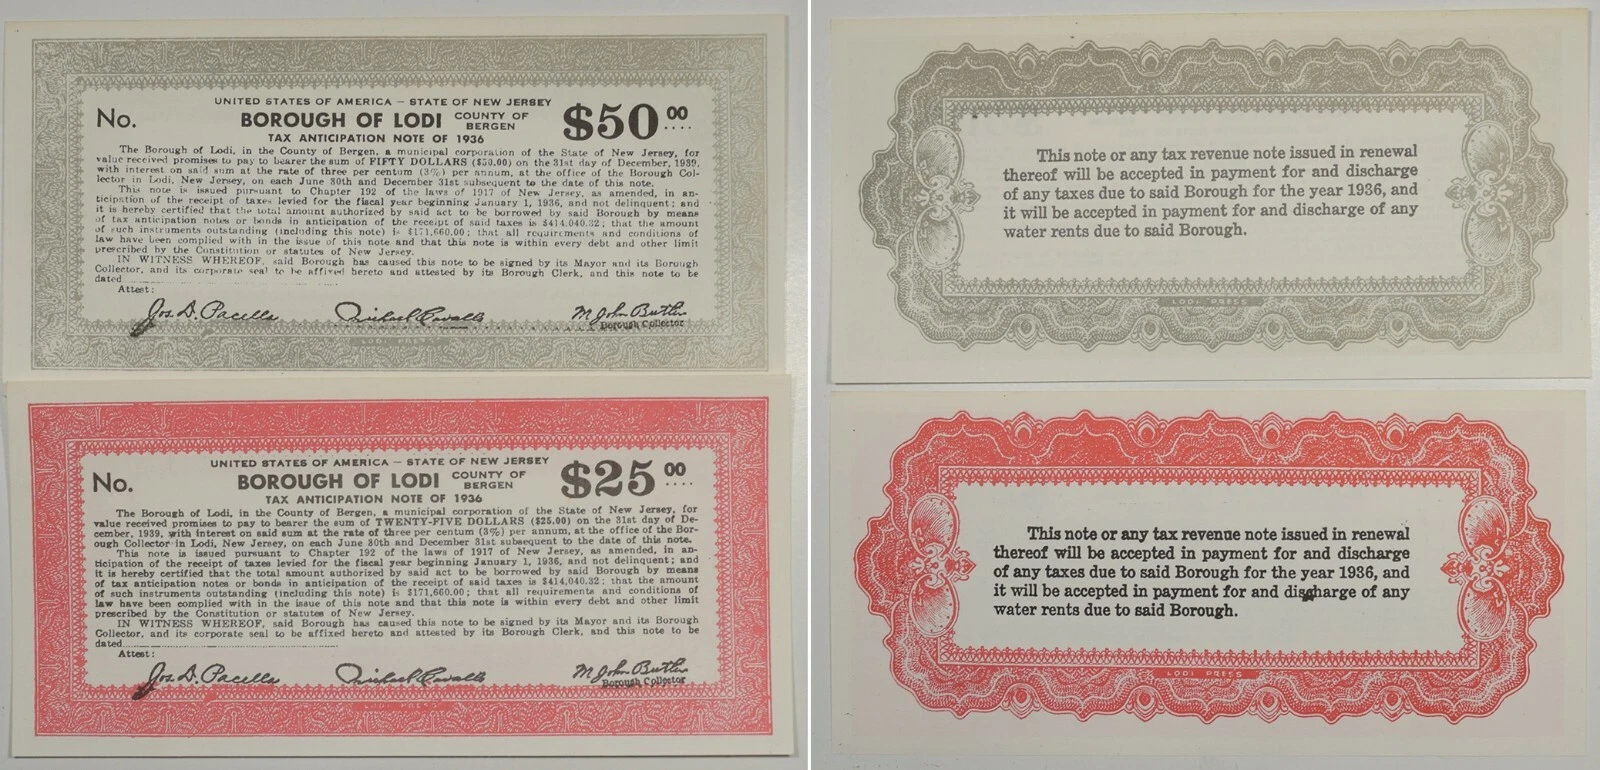 UNITED STATES OF AMERICA – STATE OF NEW JERSEY
No. BOROUGH OF LODI COUNTY OF BERGEN $50 00
TAX ANTICIPATION NOTE OF 1936
The Borough of Lodi, in the County of Bergen, a municipal corporation of the State of New Jersey, for
value received promises to pay to bearer the sum of FIFTY DOLLARS ($50.00) on the 31st day of December, 1939,
with interest on said sum at the rate of three per centum (3%) per annum, at the office of the Borough Col-
lector in Lodi, New Jersey, on each June 30th and December 31st subsequent to the date of this note.
This note is issued pursuant to Chapter 192 of the laws of 1917 of New Jersey, as amended, in an-
ticipation of the receipt of taxes levied for the fiscal year beginning January 1, 1936, and not delinquent; and
it is hereby certified that the total amount authorized by said act to be borrowed by said Borough by means
of tax anticipation notes or bonds in anticipation of the receipt of said taxes is $414,040.32; that the amount
of such instruments outstanding (including this note) is $171,660.00; that all requirements and conditions of
law have been complied with in the issue of this note and that this note is within every debt and other limit
prescribed by the Constitution or statutes of New Jersey.
IN WITNESS WHEREOF, said Borough has caused this note to be signed by its Mayor and its Borough
Collector, and its corporate seal to be affixed hereto and attested by its Borough Clerk, and this note to be
dated
Attest:
Jos. D. Pacella Michael Cavallo M John Butler
Borough Collector
LODI PRESS
UNITED STATES OF AMERICA – STATE OF NEW JERSEY
No. BOROUGH OF LODI COUNTY OF BERGEN $25 00
TAX ANTICIPATION NOTE OF 1936
The Borough of Lodi, in the County of Bergen, a municipal corporation of the State of New Jersey, for
value received promises to pay to bearer the sum of TWENTY-FIVE DOLLARS ($25.00) on the 31st day of De-
cember, 1939, with interest on said sum at the rate of three per centum (3%) per annum, at the office of the Bor-
ough Collector in Lodi, New Jersey, on each June 30th and December 31st subsequent to the date of this note.
This note is issued pursuant to Chapter 192 of the laws of 1917 of New Jersey, as amended, in an-
ticipation of the receipt of taxes levied for the fiscal year beginning January 1, 1936, and not delinquent; and
it is hereby certified that the total amount authorized by said act to be borrowed by said Borough by means
of tax anticipation notes or bonds in anticipation of the receipt of said taxes is $414,040.32; that the amount
of such instruments outstanding (including this note) is $171,660.00; that all requirements and conditions of
law have been complied with in the issue of this note and that this note is within every debt and other limit
prescribed by the Constitution or statutes of New Jersey.
IN WITNESS WHEREOF, said Borough has caused this note to be signed by its Mayor and its Borough
Collector, and its corporate seal to be affixed hereto and attested by its Borough Clerk, and this note to be
dated
Attest:
Jos. D. Pacella Michael Cavallo M John Butler
Borough Collector
LODI PRESS
This note or any tax revenue note issued in renewal
thereof will be accepted in payment for and discharge
of any taxes due to said Borough for the year 1936, and
it will be accepted in payment for and discharge of any
water rents due to said Borough.
LODI PRESS
This note or any tax revenue note issued in renewal
thereof will be accepted in payment for and discharge
of any taxes due to said Borough for the year 1936, and
it will be accepted in payment for and discharge of any
water rents due to said Borough.
LODI PRESS